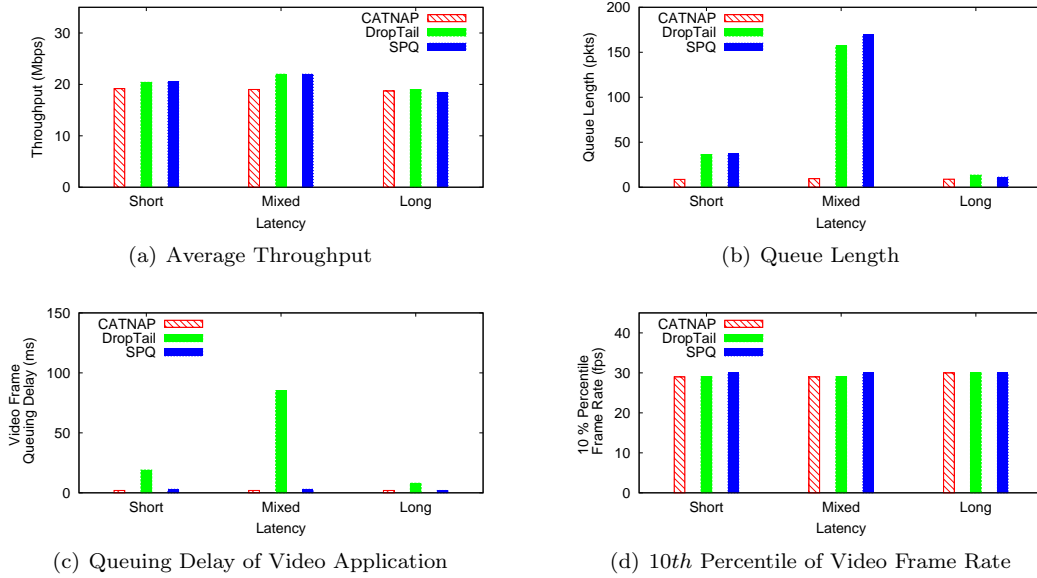 CATNAP
DropTail
SPQ
Throughput (Mbps)
30
20
10
0
Short Mixed Long
Latency
(a) Average Throughput
CATNAP
DropTail
SPQ
Queue Length (pkts)
200
150
100
50
0
Short Mixed Long
Latency
(b) Queue Length
CATNAP
DropTail
SPQ
Video Frame
Queuing Delay (ms)
150
100
50
0
Short Mixed Long
Latency
(c) Queuing Delay of Video Application
CATNAP
DropTail
SPQ
10 % Percentile
Frame Rate (fps)
40
30
20
10
0
Short Mixed Long
Latency
(d) 10th Percentile of Video Frame Rate